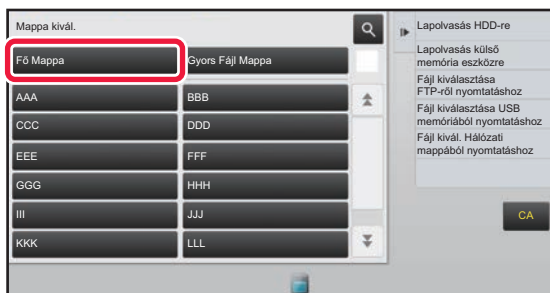 Mappa kivál.
Fő Mappa
Gyors Fájl Mappa
AAA
BBB
CCC
DDD
EEE
FFF
GGG
HHH
III
JJJ
KKK
LLL
Lapolvasás HDD-re
Lapolvasás külső
memória eszközre
Fájl kiválasztása
FTP-ről nyomtatáshoz
Fájl kiválasztása USB
memóriából nyomtatáshoz
Fájl kivál. Hálózati
mappából nyomtatáshoz
CA